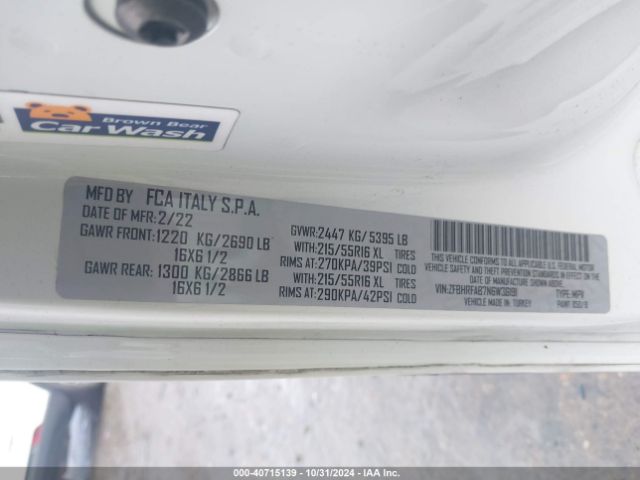 Brown Bear
Car Wash
MFD BY FCA ITALY S.P.A.
DATE OF MFR: 2/22
GAWR FRONT: 1220 KG/2690 LB
16X6 1/2
GAWR REAR: 1300 KG/2866 LB
16X6 1/2
GVWR: 2447 KG/ 5395 LB
WITH: 215/55R16 XL TIRES
RIMS AT: 270KPA/39PSI COLD
WITH: 215/55R16 XL TIRES
RIMS AT: 290KPA/42PSI COLD
THIS VEHICLE CONFORMS TO ALL APPLICABLE U.S. FEDERAL MOTOR
VEHICLE SAFETY AND THEFT PREVENTION STANDARDS IN EFFECT ON THE DATE OF
MANUFACTURE SHOWN ABOVE.
VIN: ZFBHRFAB7N6W36191 TYPE: MPV
VEHICLE MADE IN: TURKEY PAINT:
000-40715139 - 10/31/2024 - IAA Inc.